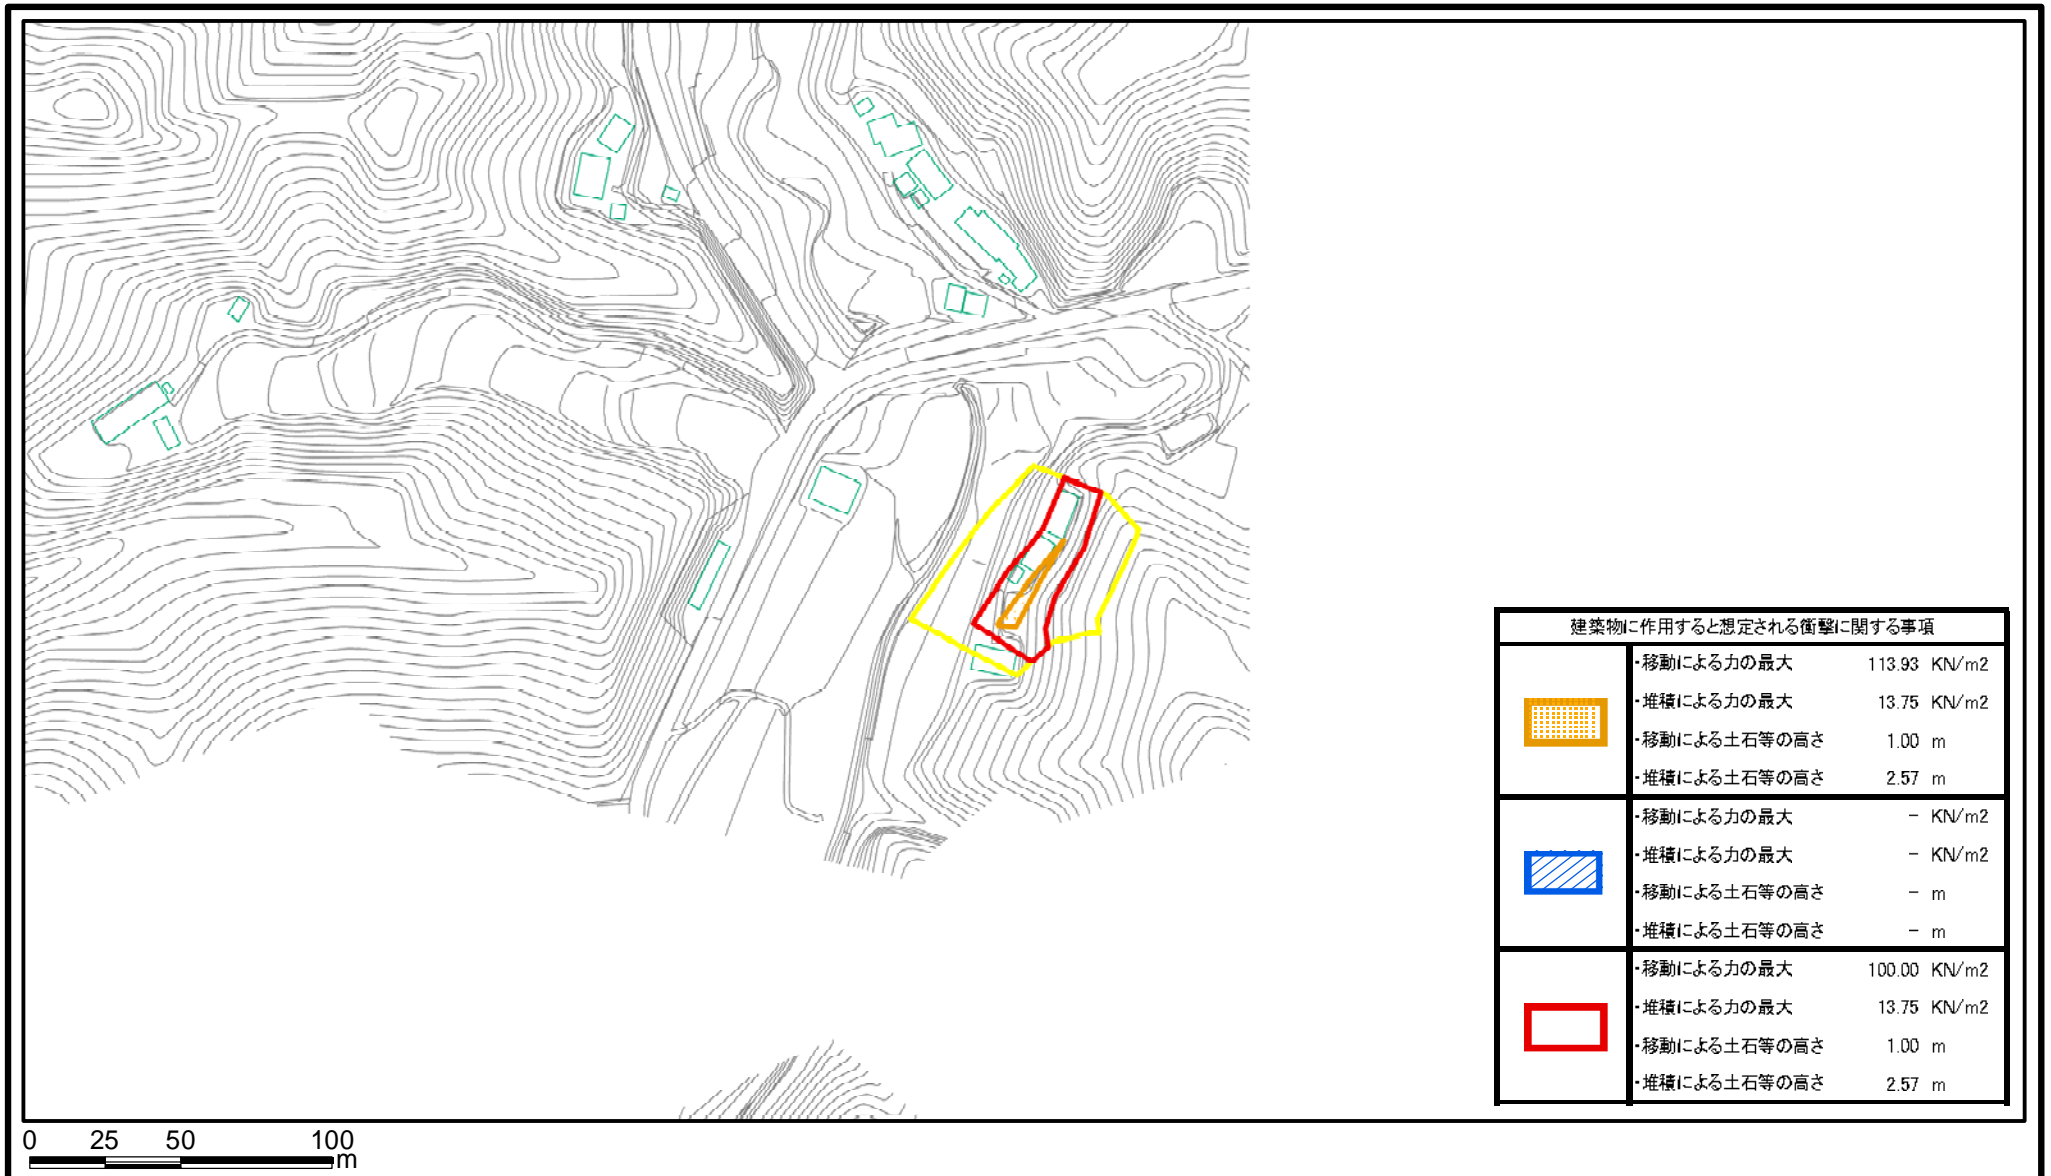 建築物に作用すると想定される衝撃に関する事項
・移動による力の最大 113.93 KN/m2
・堆積による力の最大 13.75 KN/m2
・移動による土石等の高さ 1.00 m
・堆積による土石等の高さ 2.57 m
・移動による力の最大 - KN/m2
・堆積による力の最大 - KN/m2
・移動による土石等の高さ - m
・堆積による土石等の高さ - m
・移動による力の最大 100.00 KN/m2
・堆積による力の最大 13.75 KN/m2
・移動による土石等の高さ 1.00 m
・堆積による土石等の高さ 2.57 m
0 25 50 100
m